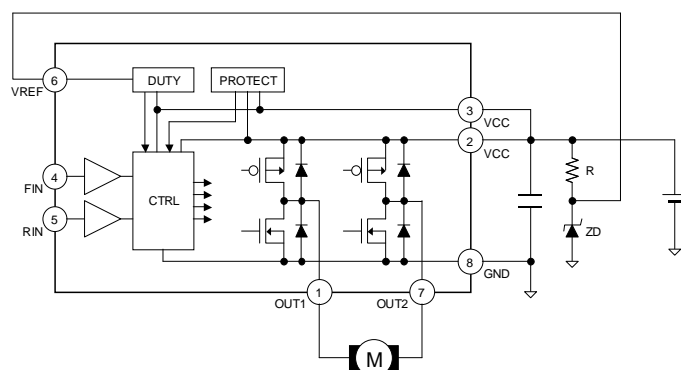 6
VREF
DUTY
PROTECT
3
VCC
2
VCC
4
FIN
CTRL
R
5
RIN
ZD
8
GND
OUT1
1
OUT2
7
M